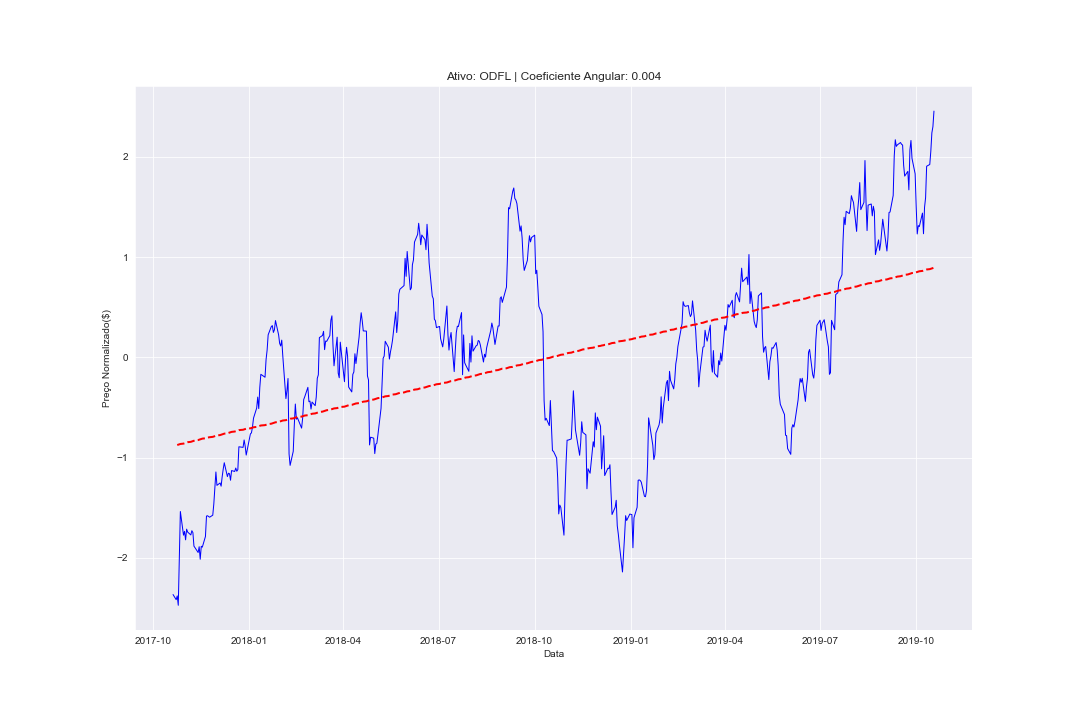 Ativo: ODFL | Coeficiente Angular: 0.004
Preço Normalizado($)
2
1
0
−1
−2
2017-10 2018-01 2018-04 2018-07 2018-10 2019-01 2019-04 2019-07 2019-10
Data